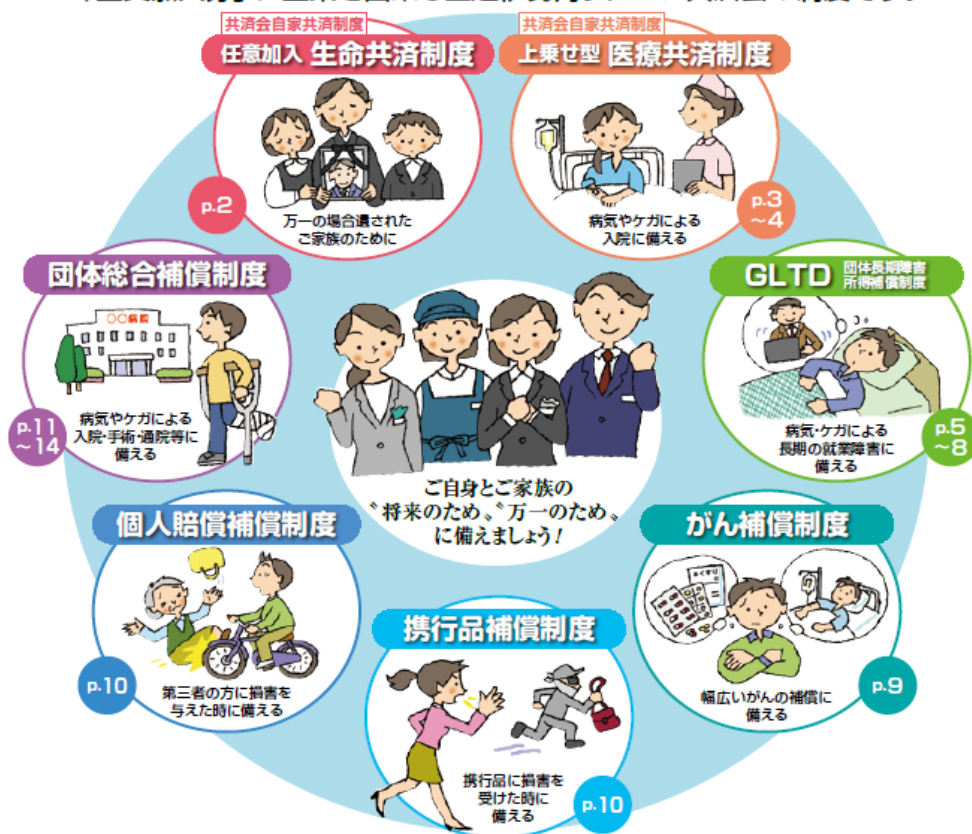 共済会自家共済制度
任意加入 生命共済制度
p.2
万一の場合遺された
ご家族のために
共済会自家共済制度
上乗せ型 医療共済制度
病気やケガによる
入院に備える
p.3
～4
団体総合補償制度
〇〇病院
病気やケガによる
入院・手術・通院等に
備える
p.11
～14
GLTD 団体長期障害
所得補償制度
病気・ケガによる
長期の就業障害に
備える
p.5
～8
ご自身とご家族の
〝将来のため〟〝万一のため〟
に備えましょう！
個人賠償補償制度
p.10
第三者の方に損害を
与えた時に備える
がん補償制度
幅広いがんの補償に
備える
p.9
携行品補償制度
携行品に損害を
受けた時に
備える
p.10